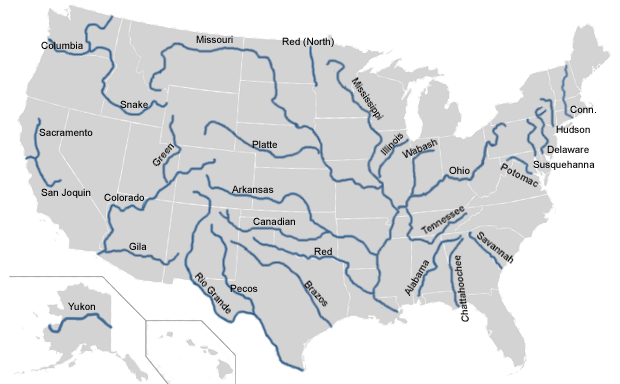 Missouri
Red (North)
Columbia
Mississippi
Snake
Conn.
Hudson
Sacramento
Platte
Illinois
Wabash
Green
Delaware
Susquehanna
Ohio
Potomac
San Joquin
Colorado
Arkansas
Canadian
Tennessee
Gila
Red
Savannah
Rio Grande
Pecos
Brazos
Alabama
Chattahoochee
Yukon